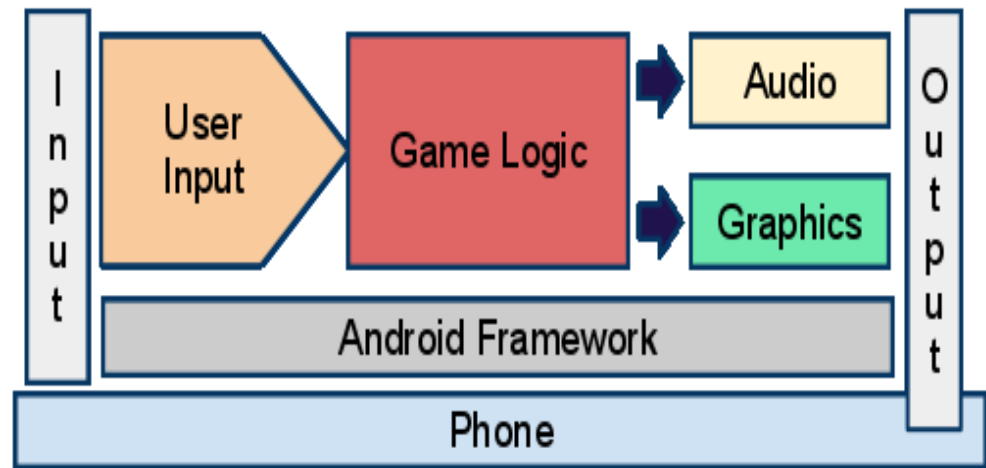 Input
User
Input
Game Logic
Audio
Graphics
Output
Android Framework
Phone